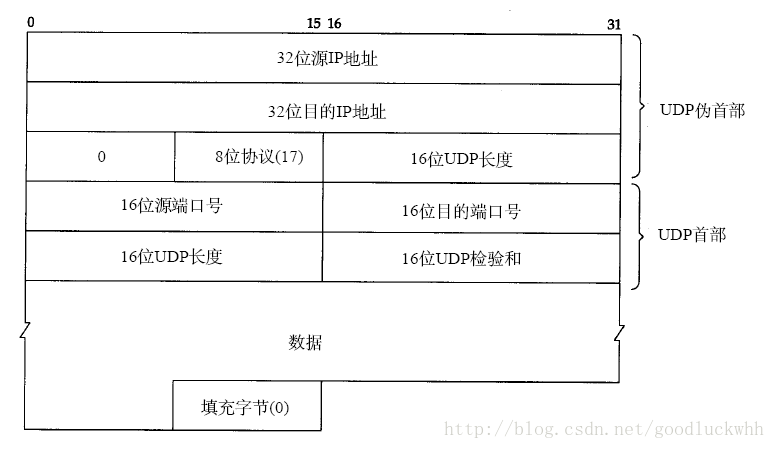 0 15 16 31
32位源IP地址
32位目的IP地址
UDP伪首部
0 8位协议(17) 16位UDP长度
16位源端口号 16位目的端口号
UDP首部
16位UDP长度 16位UDP检验和
数据
填充字节(0)
http://blog.csdn.net/goodluckwhh